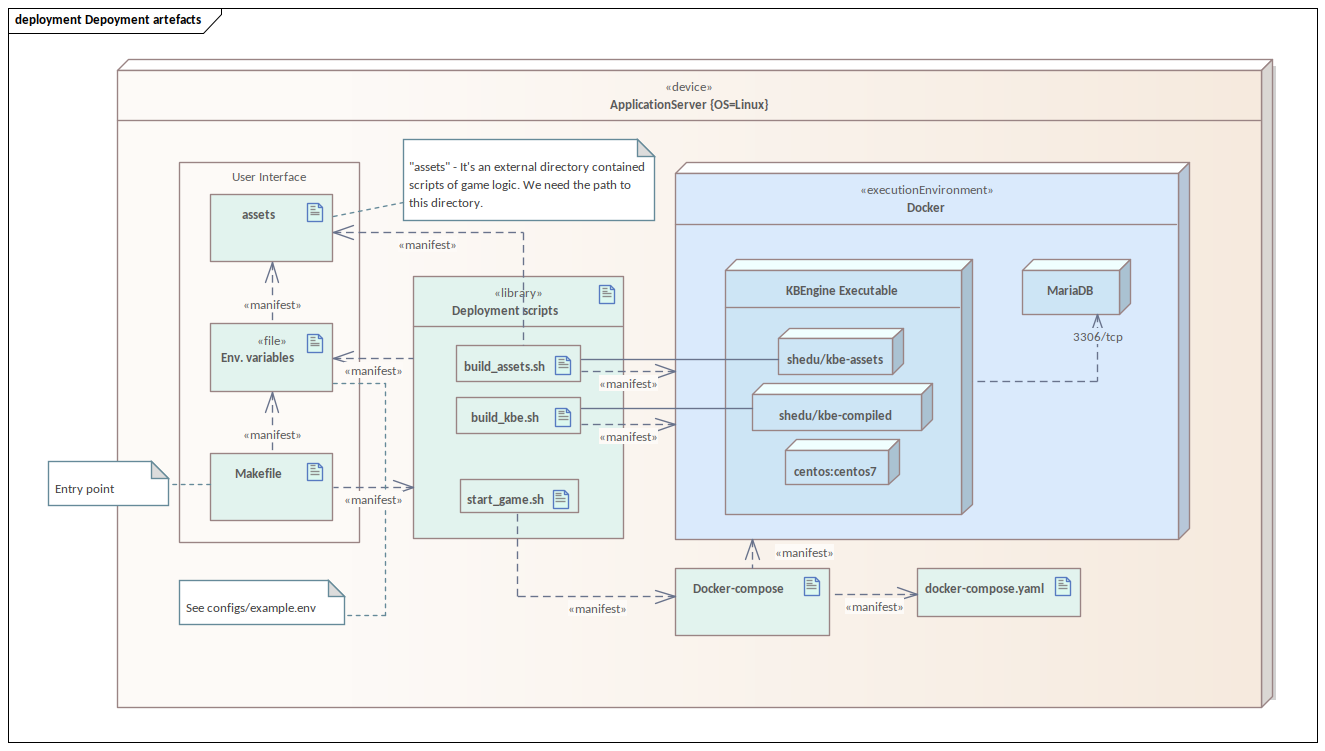 deployment Depoyment artefacts
«device»
ApplicationServer {OS=Linux}
User Interface
assets
"assets" - It's an external directory contained
scripts of game logic. We need the path to
this directory.
«manifest»
«manifest»
«file»
Env. variables
«manifest»
«manifest»
Makefile
Entry point
«manifest»
See configs/example.env
«library»
Deployment scripts
build_assets.sh
«manifest»
build_kbe.sh
«manifest»
start_game.sh
«manifest»
«executionEnvironment»
Docker
KBEngine Executable
shedu/kbe-assets
shedu/kbe-compiled
centos:centos7
MariaDB
3306/tcp
«manifest»
Docker-compose
«manifest»
docker-compose.yaml